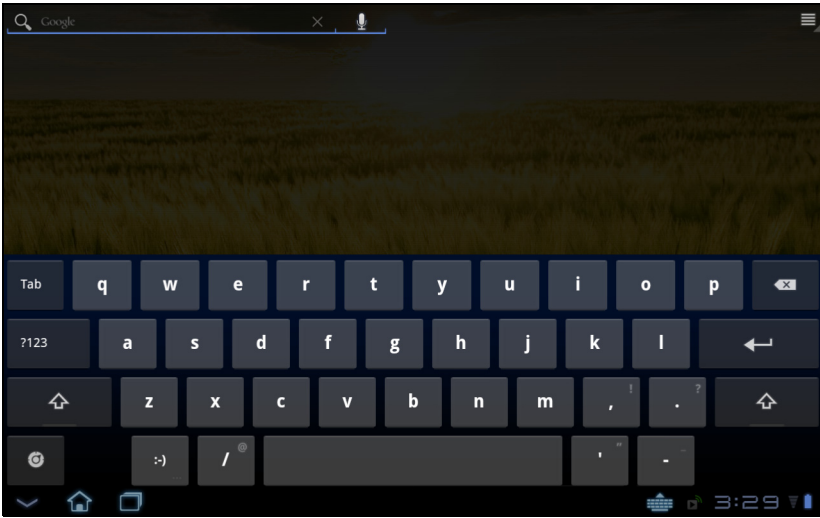 Google
Tab q w e r t y u i o p
?123 a s d f g h j k l
z x c v b n m , ! . ?
:-) / @ ' " - _
3:29